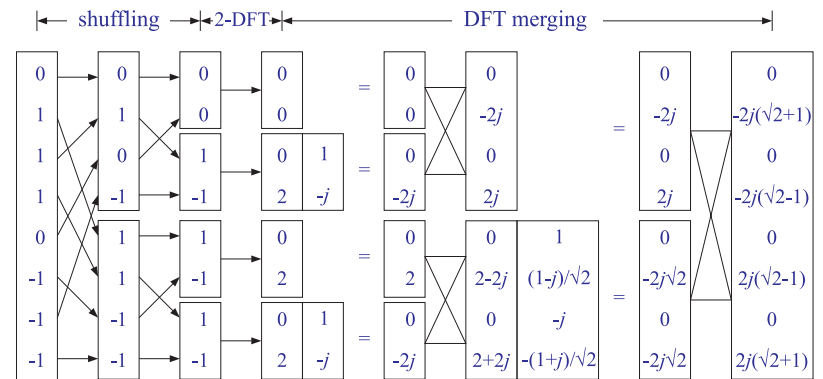 shuffling 2-DFT DFT merging
0 0 0 0 = 0 0 0 0
1 1 0 0 0 -2j = -2j -2j(√2+1)
1 0 1 0 1 = 0 0 0 0
1 -1 -1 2 -j -2j 2j 2j -2j(√2-1)
0 1 1 0 = 0 0 1 0 0
-1 1 -1 2 2 2-2j (1-j)/√2 = -2j√2 2j(√2-1)
-1 -1 1 0 1 = 0 0 -j 0 0
-1 -1 -1 2 -j -2j 2+2j -(1+j)/√2 -2j√2 2j(√2+1)